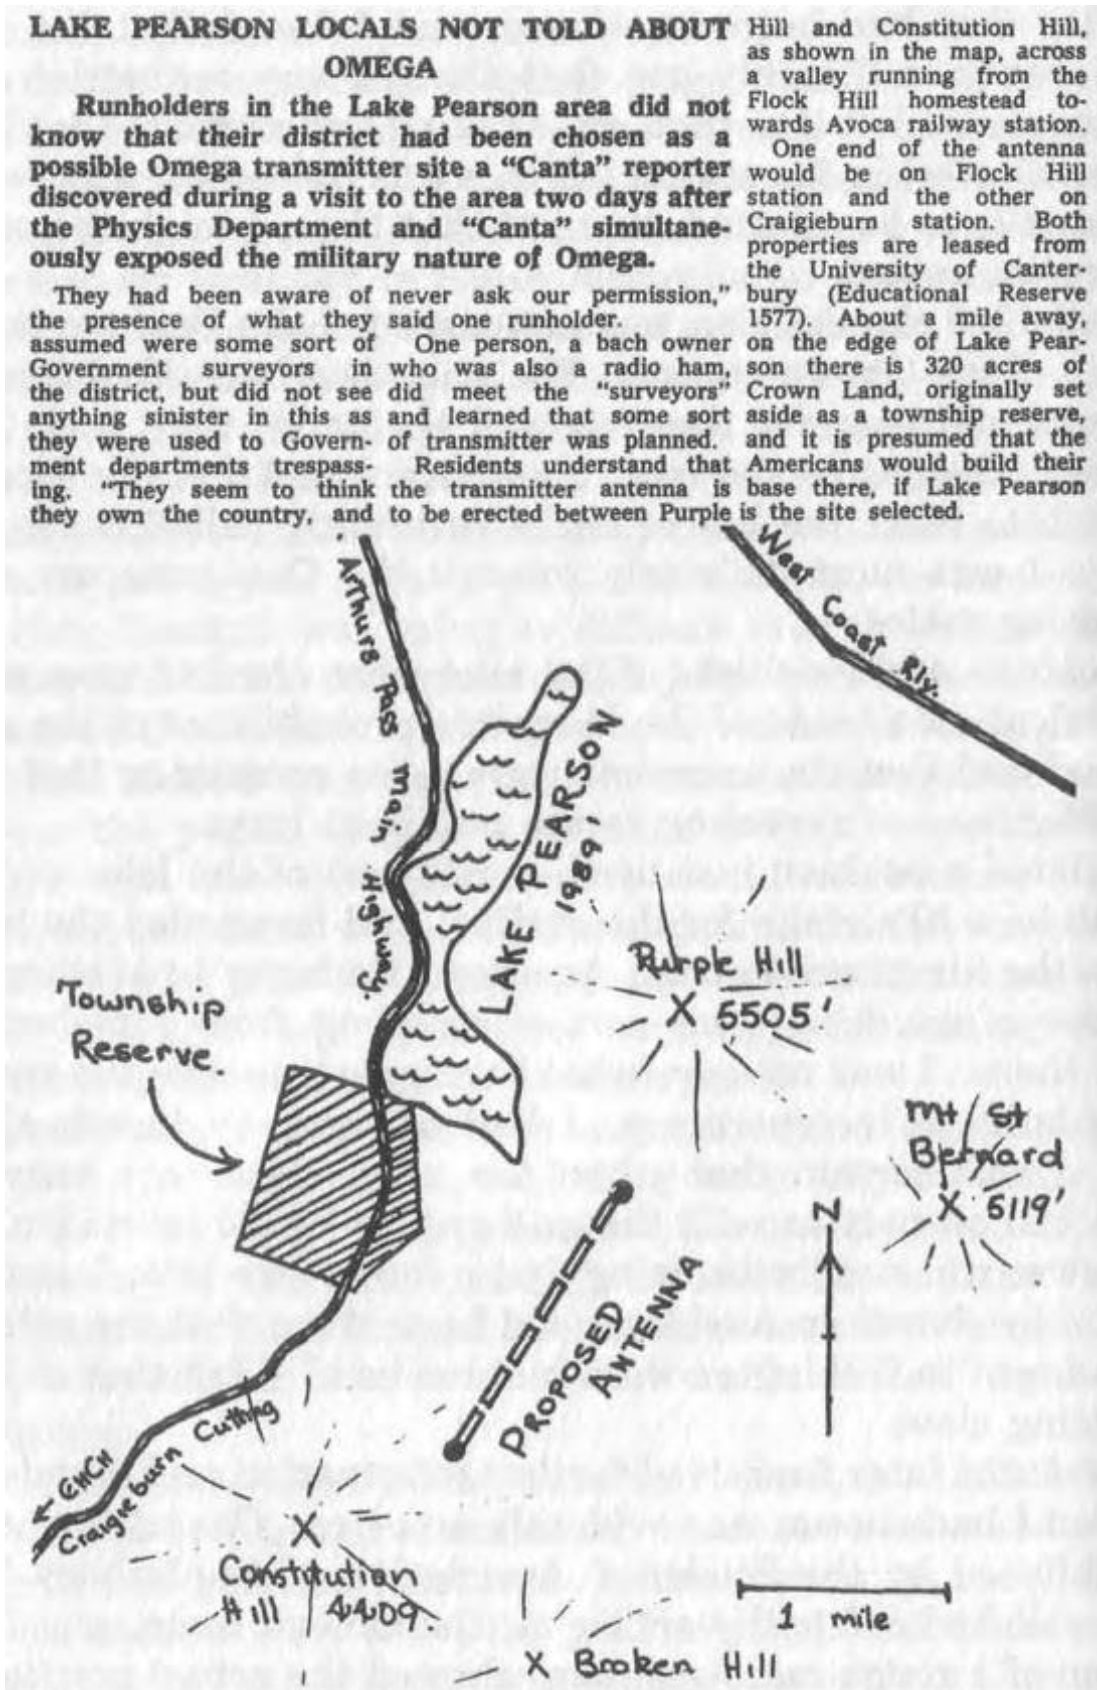 LAKE PEARSON LOCALS NOT TOLD ABOUT
OMEGA
Runholders in the Lake Pearson area did not
know that their district had been chosen as a
possible Omega transmitter site a “Canta” reporter
discovered during a visit to the area two days after
the Physics Department and “Canta” simultane-
ously exposed the military nature of Omega.
They had been aware of
the presence of what they
assumed were some sort of
Government surveyors in
the district, but did not see
anything sinister in this as
they were used to Govern-
ment departments trespass-
ing. “They seem to think
they own the country, and
never ask our permission,”
said one runholder.
One person, a bach owner
who was also a radio ham,
did meet the “surveyors”
and learned that some sort
of transmitter was planned.
Residents understand that
the transmitter antenna is
to be erected between Purple
Hill and Constitution Hill,
as shown in the map, across
a valley running from the
Flock Hill homestead to-
wards Avoca railway station.
One end of the antenna
would be on Flock Hill
station and the other on
Craigieburn station. Both
properties are leased from
the University of Canter-
bury (Educational Reserve
1577). About a mile away,
on the edge of Lake Pear-
son there is 320 acres of
Crown Land, originally set
aside as a township reserve,
and it is presumed that the
Americans would build their
base there, if Lake Pearson
is the site selected.
Arthurs Pas main Highway.
West Coast Rly.
LAKE PEARSON
1989'
Purple Hill
X 5505'
Township
Reserve.
Mt St
Bernard
X 5119'
N
PROPOSED
ANTENNA
← CHCH
Craigieburn Cutting
X
Constitution
Hill 4409
1 mile
X Broken Hill